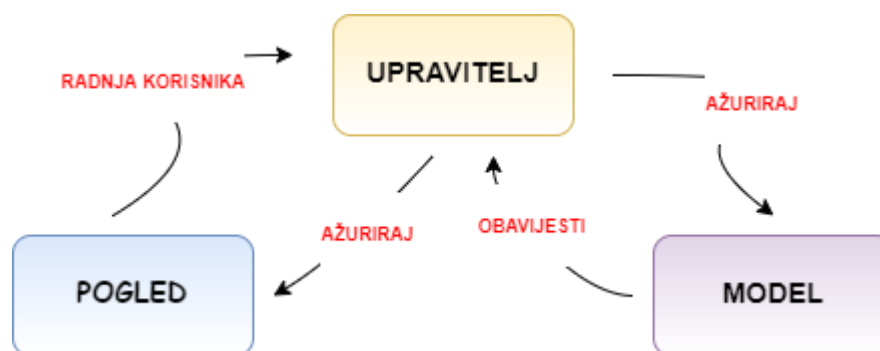 UPRAVITELJ
RADNJA KORISNIKA
AŽURIRAJ
AŽURIRAJ
OBAVIJESTI
POGLED
MODEL